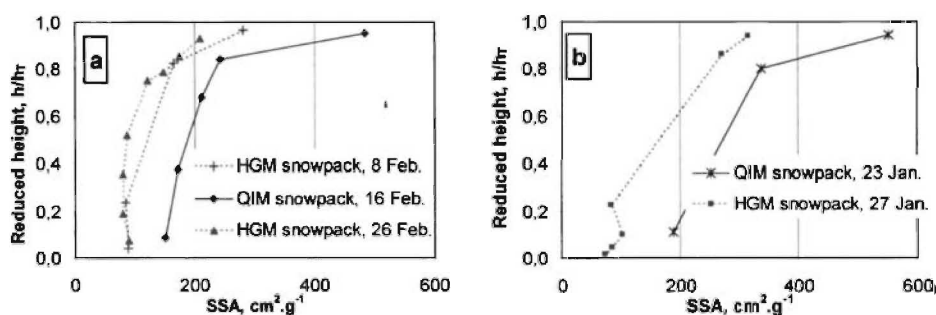 a
Reduced height, h/hT
1,0
0,8
0,6
0,4
0,2
0,0
0
200
400
600
SSA, cm².g⁻¹
HGM snowpack, 8 Feb.
QIM snowpack, 16 Feb.
HGM snowpack, 26 Feb.
b
Reduced height, h/hT
1,0
0,8
0,6
0,4
0,2
0,0
0
200
400
600
SSA, cm².g⁻¹
QIM snowpack, 23 Jan.
HGM snowpack, 27 Jan.